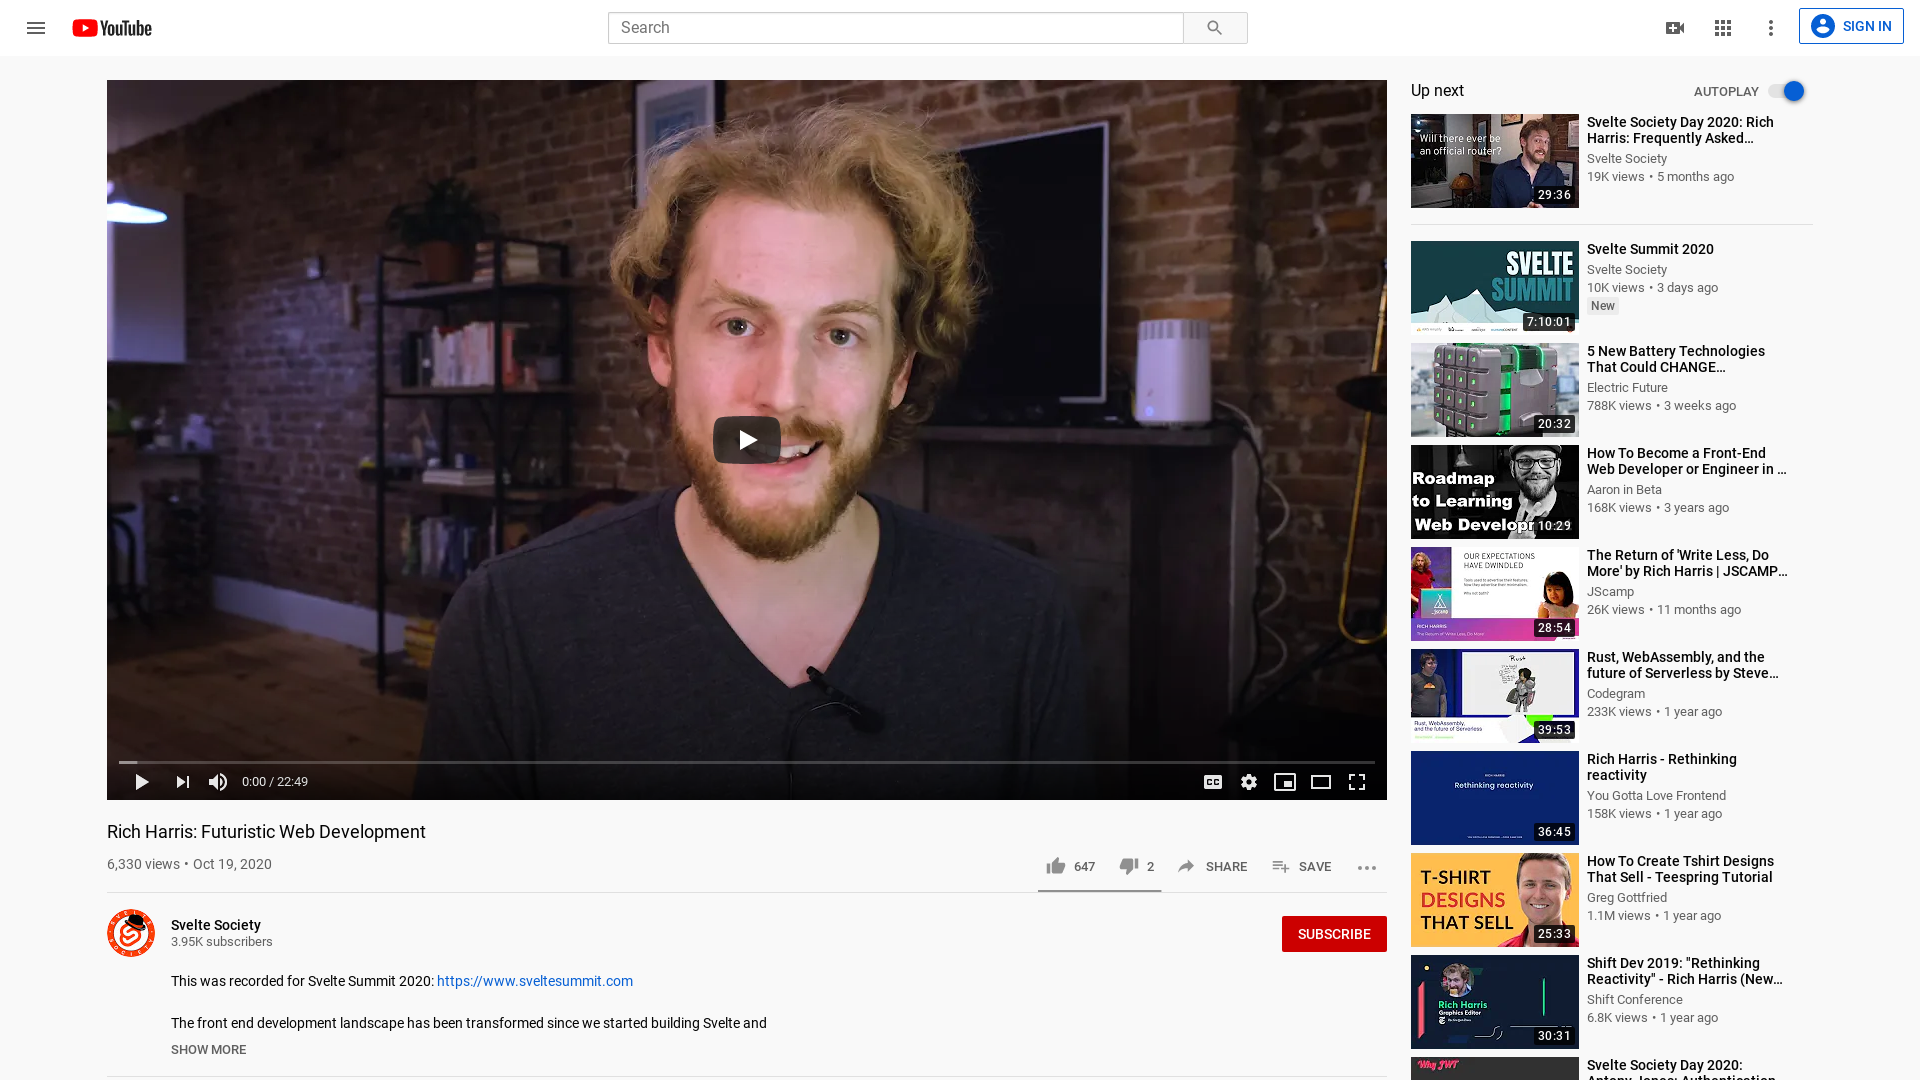 YouTube
Search
SIGN IN
0:00 / 22:49
Rich Harris: Futuristic Web Development
6,330 views • Oct 19, 2020
647
2
SHARE
SAVE
Svelte Society
3.95K subscribers
SUBSCRIBE
This was recorded for Svelte Summit 2020: https://www.sveltesummit.com
The front end development landscape has been transformed since we started building Svelte and
SHOW MORE
Up next
AUTOPLAY
Will there ever be
an official router?
29:36
Svelte Society Day 2020: Rich
Harris: Frequently Asked...
Svelte Society
19K views • 5 months ago
SVELTE
SUMMIT
7:10:01
Svelte Summit 2020
Svelte Society
10K views • 3 days ago
New
20:32
5 New Battery Technologies
That Could CHANGE...
Electric Future
788K views • 3 weeks ago
Roadmap
to Learning
Web Develop
10:29
How To Become a Front-End
Web Developer or Engineer in ...
Aaron in Beta
168K views • 3 years ago
OUR EXPECTATIONS
HAVE DWINDLED
Why not both?
RICH HARRIS
The Return of 'Write Less, Do More'
28:54
The Return of 'Write Less, Do
More' by Rich Harris | JSCAMP...
JScamp
26K views • 11 months ago
Rust
Rust, WebAssembly,
and the future of Serverless
39:53
Rust, WebAssembly, and the
future of Serverless by Steve...
Codegram
233K views • 1 year ago
RICH HARRIS
Rethinking reactivity
36:45
Rich Harris - Rethinking
reactivity
You Gotta Love Frontend
158K views • 1 year ago
T-SHIRT
DESIGNS
THAT SELL
25:33
How To Create Tshirt Designs
That Sell - Teespring Tutorial
Greg Gottfried
1.1M views • 1 year ago
Rich Harris
Graphics Editor
30:31
Shift Dev 2019: "Rethinking
Reactivity" - Rich Harris (New...
Shift Conference
6.8K views • 1 year ago
Why JWT
Svelte Society Day 2020: